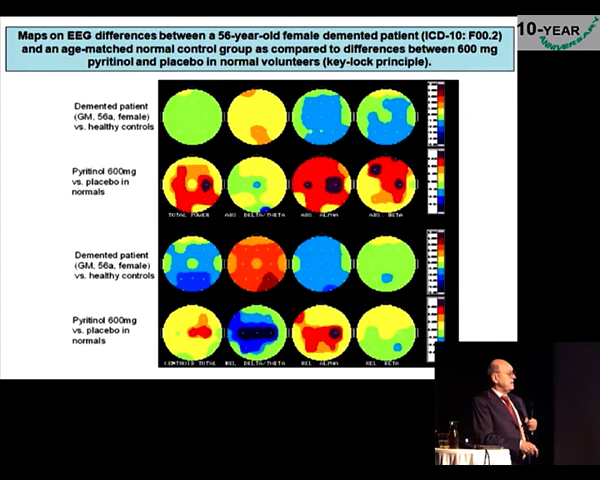 Maps on EEG differences between a 56-year-old female demented patient (ICD-10: F00.2)
and an age-matched normal control group as compared to differences between 600 mg
pyritinol and placebo in normal volunteers (key-lock principle).
10-YEAR
ANNIVERSARY
Demented patient
(GM, 56a, female)
vs. healthy controls
Pyritinol 600mg
vs. placebo in
normals
TOTAL POWER ABS. DELTA/THETA ABS. ALPHA ABS. BETA
Demented patient
(GM, 56a, female)
vs. healthy controls
Pyritinol 600mg
vs. placebo in
normals
CENTROID TOTAL REL DELTA/THETA REL ALPHA REL BETA